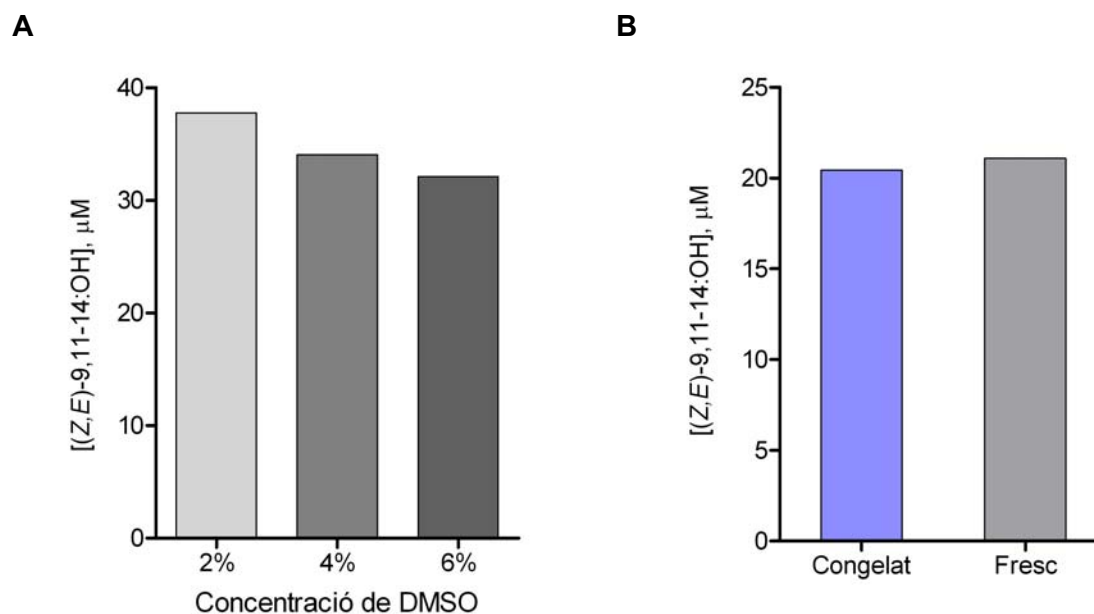 A
B
[(Z,E)-9,11-14:OH], μM
40
30
20
10
0
2%
4%
6%
Concentració de DMSO
[(Z,E)-9,11-14:OH], μM
25
20
15
10
5
0
Congelat
Fresc